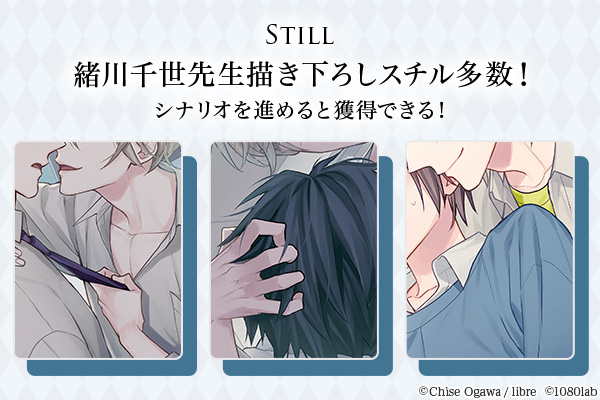 STILL
緒川千世先生描き下ろしスチル多数！
シナリオを進めると獲得できる！
©Chise Ogawa / libre ©1080lab